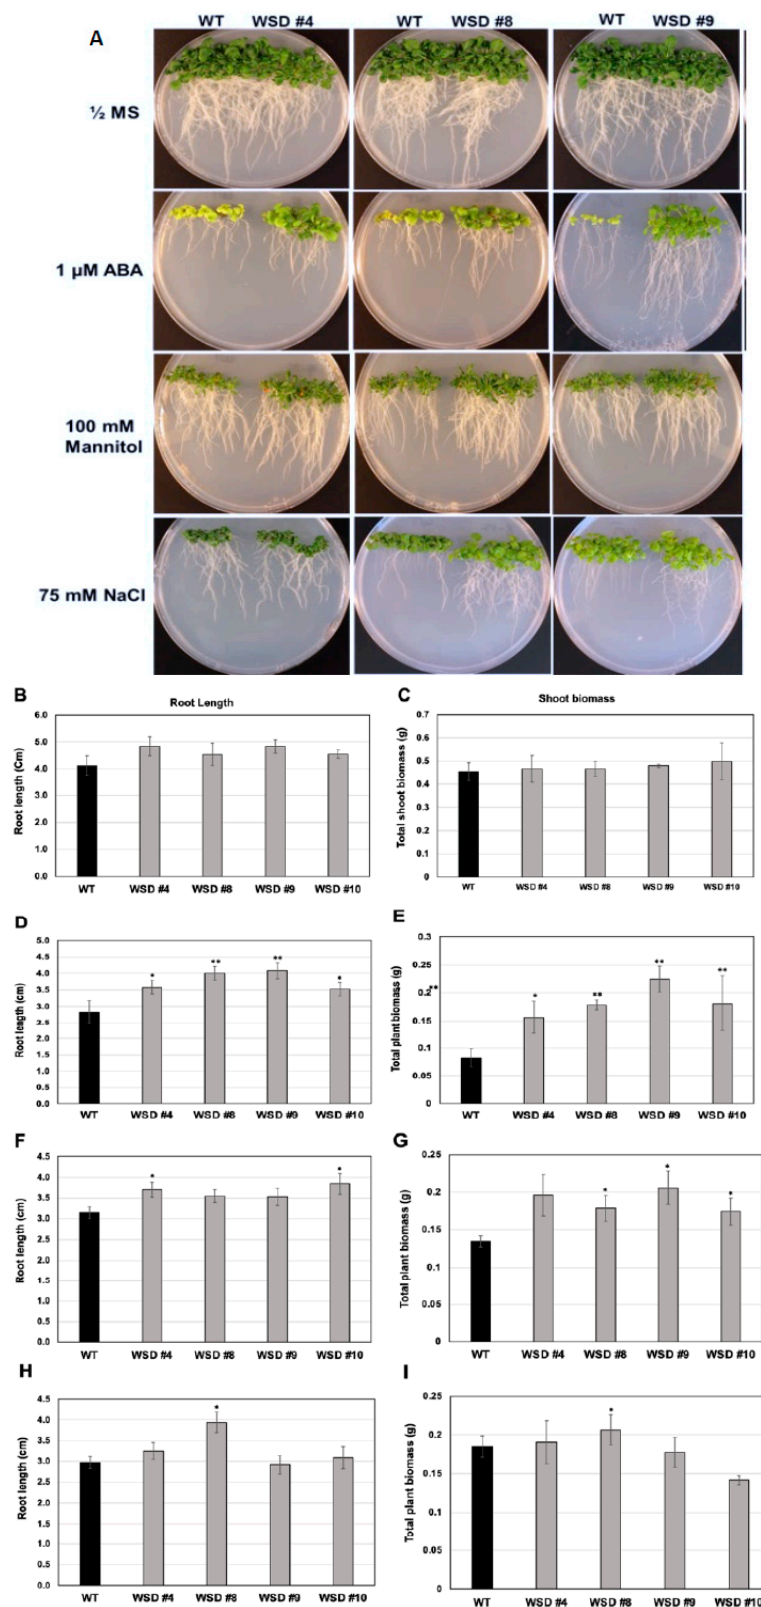 A
WT WSD #4 WT WSD #8 WT WSD #9
½ MS
1 µM ABA
100 mM
Mannitol
75 mM NaCl
B
Root Length
Root length (Cm)
6.0
5.0
4.0
3.0
2.0
1.0
0.0
WT WSD #4 WSD #8 WSD #9 WSD #10
C
Shoot biomass
Total shoot biomass (g)
0.7
0.6
0.5
0.4
0.3
0.2
0.1
0
WT WSD #4 WSD #8 WSD #9 WSD #10
D
Root length (cm)
5.0
4.5
4.0
3.5
3.0
2.5
2.0
1.5
1.0
0.5
0.0
* ** ** *
WT WSD #4 WSD #8 WSD #9 WSD #10
E
Total plant biomass (g)
**
0.3
0.25
0.2
0.15
0.1
0.05
0
* ** ** **
WT WSD #4 WSD #8 WSD #9 WSD #10
F
Root length (cm)
4.5
4.0
3.5
3.0
2.5
2.0
1.5
1.0
0.5
0.0
* *
WT WSD #4 WSD #8 WSD #9 WSD #10
G
Total plant biomass (g)
0.25
0.2
0.15
0.1
0.05
0
* * *
WT WSD #4 WSD #8 WSD #9 WSD #10
H
Root length (cm)
4.5
4.0
3.5
3.0
2.5
2.0
1.5
1.0
0.5
0.0
*
WT WSD #4 WSD #8 WSD #9 WSD #10
I
Total plant biomass (g)
0.25
0.2
0.15
0.1
0.05
0
*
WT WSD #4 WSD #8 WSD #9 WSD #10